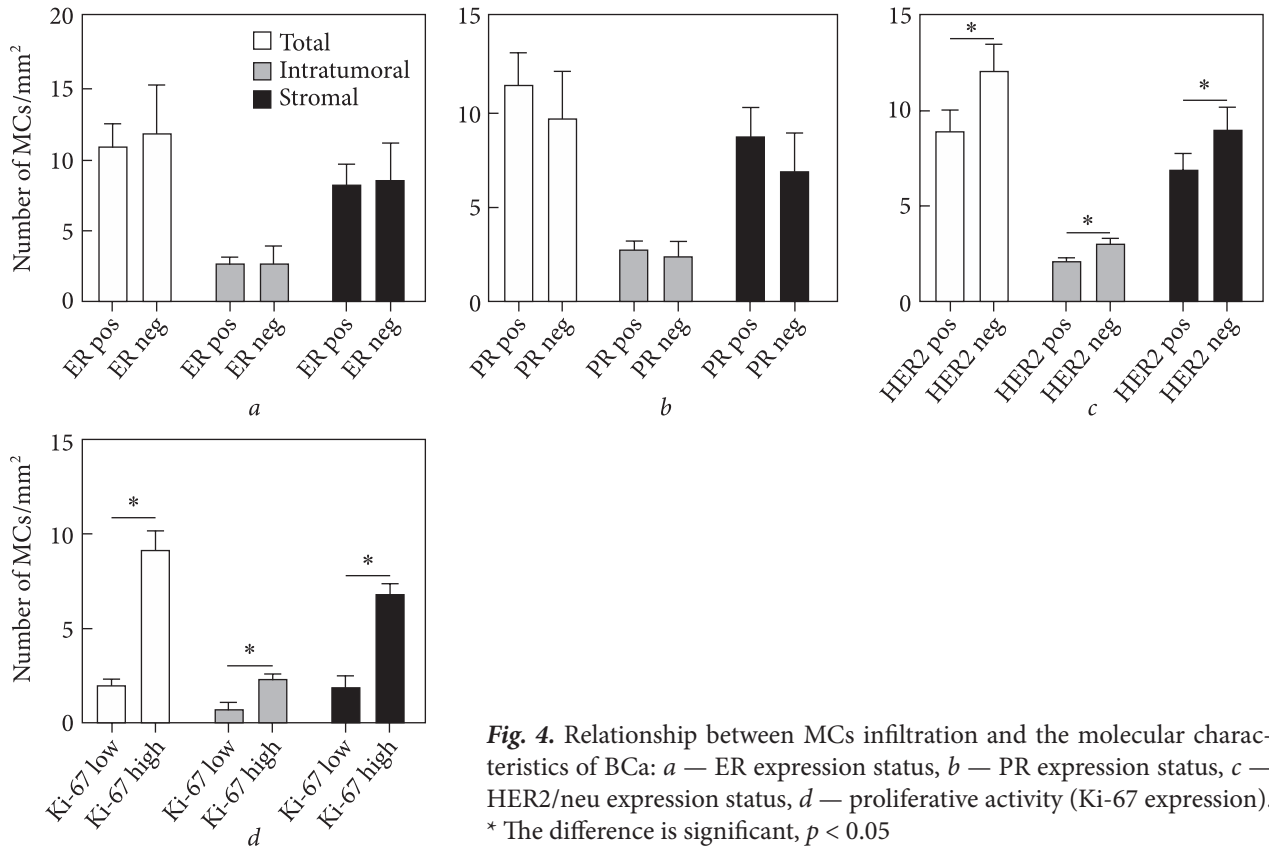 20
15
10
5
0
Number of MCs/mm²
Total
Intratumoral
Stromal
ER pos
ER neg
ER pos
ER neg
ER pos
ER neg
a
15
10
5
0
PR pos
PR neg
PR pos
PR neg
PR pos
PR neg
b
15
10
5
0
*
*
*
HER2 pos
HER2 neg
HER2 pos
HER2 neg
HER2 pos
HER2 neg
c
15
10
5
0
Number of MCs/mm²
*
*
*
Ki-67 low
Ki-67 high
Ki-67 low
Ki-67 high
Ki-67 low
Ki-67 high
d
Fig. 4. Relationship between MCs infiltration and the molecular charac-
teristics of BCa: a — ER expression status, b — PR expression status, c —
HER2/neu expression status, d — proliferative activity (Ki-67 expression).
* The difference is significant, p < 0.05